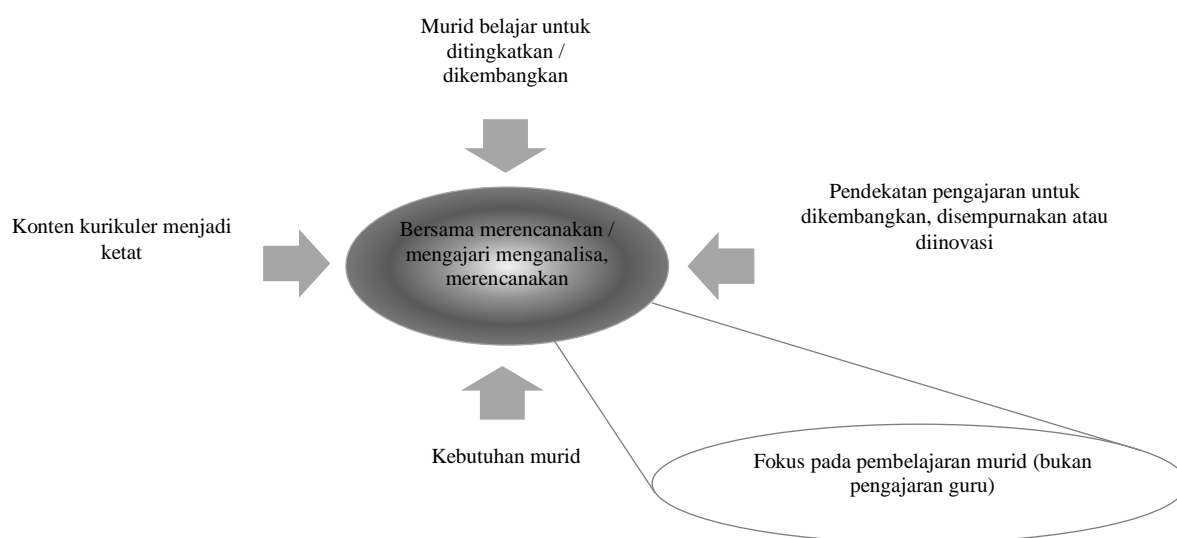 Murid belajar untuk
ditingkatkan /
dikembangkan
Konten kurikuler menjadi
ketat
Bersama merencanakan /
mengajari menganalisa,
merencanakan
Pendekatan pengajaran untuk
dikembangkan, disempurnakan atau
diinovasi
Kebutuhan murid
Fokus pada pembelajaran murid (bukan
pengajaran guru)